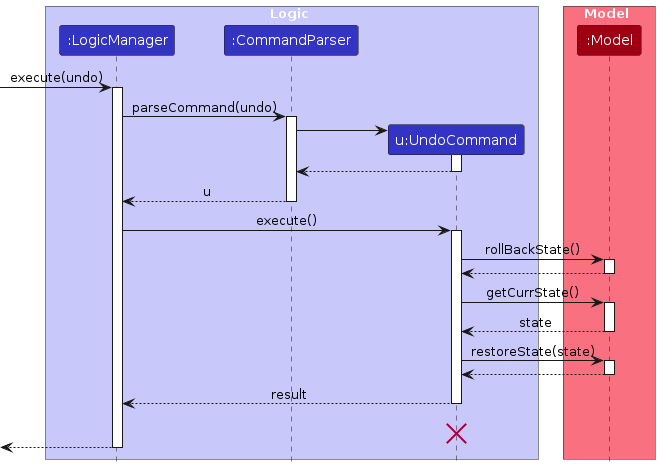 Logic
Model
:LogicManager
:CommandParser
:Model
execute(undo)
parseCommand(undo)
u:UndoCommand
u
execute()
rollBackState()
getCurrState()
state
restoreState(state)
result